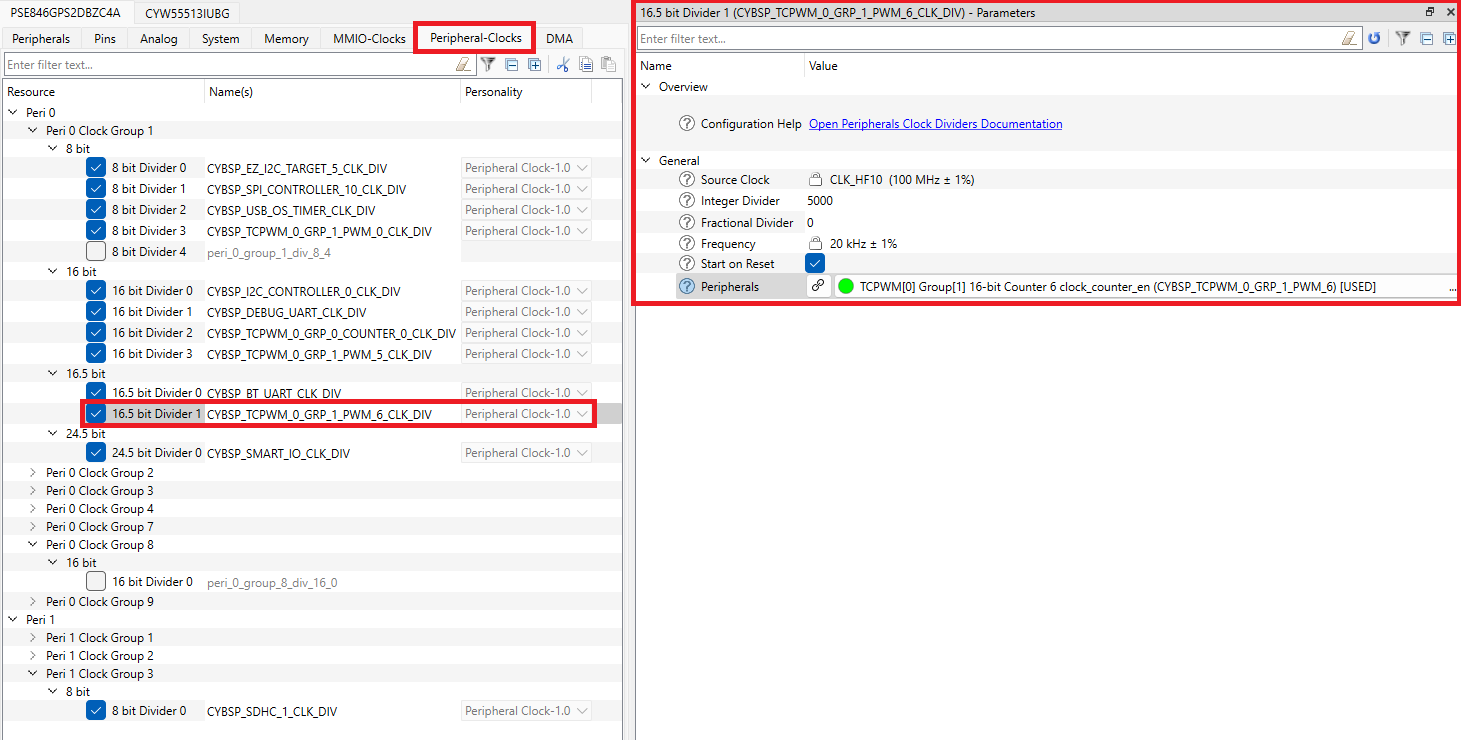 PSE846GPS2DBZC4A CYW55513IUBG
Peripherals Pins Analog System Memory MMIO-Clocks Peripheral-Clocks DMA
Enter filter text...
Resource Name(s) Personality
Peri 0
Peri 0 Clock Group 1
8 bit
8 bit Divider 0 CYBSP_EZ_I2C_TARGET_5_CLK_DIV Peripheral Clock-1.0
8 bit Divider 1 CYBSP_SPI_CONTROLLER_10_CLK_DIV Peripheral Clock-1.0
8 bit Divider 2 CYBSP_USB_OS_TIMER_CLK_DIV Peripheral Clock-1.0
8 bit Divider 3 CYBSP_TCPWM_0_GRP_1_PWM_0_CLK_DIV Peripheral Clock-1.0
8 bit Divider 4 peri_0_group_1_div_8_4
16 bit
16 bit Divider 0 CYBSP_I2C_CONTROLLER_0_CLK_DIV Peripheral Clock-1.0
16 bit Divider 1 CYBSP_DEBUG_UART_CLK_DIV Peripheral Clock-1.0
16 bit Divider 2 CYBSP_TCPWM_0_GRP_0_COUNTER_0_CLK_DIV Peripheral Clock-1.0
16 bit Divider 3 CYBSP_TCPWM_0_GRP_1_PWM_5_CLK_DIV Peripheral Clock-1.0
16.5 bit
16.5 bit Divider 0 CYBSP_BT_UART_CLK_DIV Peripheral Clock-1.0
16.5 bit Divider 1 CYBSP_TCPWM_0_GRP_1_PWM_6_CLK_DIV Peripheral Clock-1.0
24.5 bit
24.5 bit Divider 0 CYBSP_SMART_IO_CLK_DIV Peripheral Clock-1.0
Peri 0 Clock Group 2
Peri 0 Clock Group 3
Peri 0 Clock Group 4
Peri 0 Clock Group 7
Peri 0 Clock Group 8
16 bit
16 bit Divider 0 peri_0_group_8_div_16_0
Peri 0 Clock Group 9
Peri 1
Peri 1 Clock Group 1
Peri 1 Clock Group 2
Peri 1 Clock Group 3
8 bit
8 bit Divider 0 CYBSP_SDHC_1_CLK_DIV Peripheral Clock-1.0
16.5 bit Divider 1 (CYBSP_TCPWM_0_GRP_1_PWM_6_CLK_DIV) - Parameters
Enter filter text...
Name Value
Overview
Configuration Help Open Peripherals Clock Dividers Documentation
General
Source Clock CLK_HF10 (100 MHz ± 1%)
Integer Divider 5000
Fractional Divider 0
Frequency 20 kHz ± 1%
Start on Reset
Peripherals TCPWM[0] Group[1] 16-bit Counter 6 clock_counter_en (CYBSP_TCPWM_0_GRP_1_PWM_6) [USED] ...